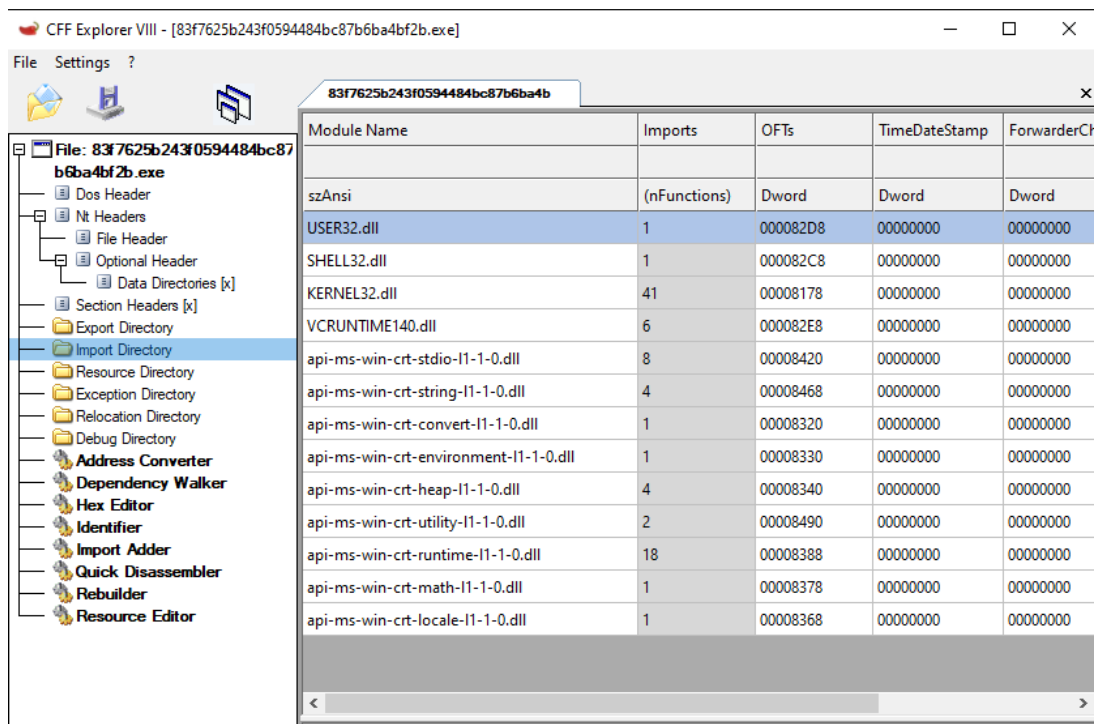 CFF Explorer VIII - [83f7625b243f0594484bc87b6ba4bf2b.exe]
File Settings ?
83f7625b243f0594484bc87b6ba4b
File: 83f7625b243f0594484bc87
b6ba4bf2b.exe
Dos Header
Nt Headers
File Header
Optional Header
Data Directories [x]
Section Headers [x]
Export Directory
Import Directory
Resource Directory
Exception Directory
Relocation Directory
Debug Directory
Address Converter
Dependency Walker
Hex Editor
Identifier
Import Adder
Quick Disassembler
Rebuilder
Resource Editor
Module Name Imports OFTs TimeDateStamp ForwarderCh
szAnsi (nFunctions) Dword Dword Dword
USER32.dll 1 000082D8 00000000 00000000
SHELL32.dll 1 000082C8 00000000 00000000
KERNEL32.dll 41 00008178 00000000 00000000
VCRUNTIME140.dll 6 000082E8 00000000 00000000
api-ms-win-crt-stdio-l1-1-0.dll 8 00008420 00000000 00000000
api-ms-win-crt-string-l1-1-0.dll 4 00008468 00000000 00000000
api-ms-win-crt-convert-l1-1-0.dll 1 00008320 00000000 00000000
api-ms-win-crt-environment-l1-1-0.dll 1 00008330 00000000 00000000
api-ms-win-crt-heap-l1-1-0.dll 4 00008340 00000000 00000000
api-ms-win-crt-utility-l1-1-0.dll 2 00008490 00000000 00000000
api-ms-win-crt-runtime-l1-1-0.dll 18 00008388 00000000 00000000
api-ms-win-crt-math-l1-1-0.dll 1 00008378 00000000 00000000
api-ms-win-crt-locale-l1-1-0.dll 1 00008368 00000000 00000000